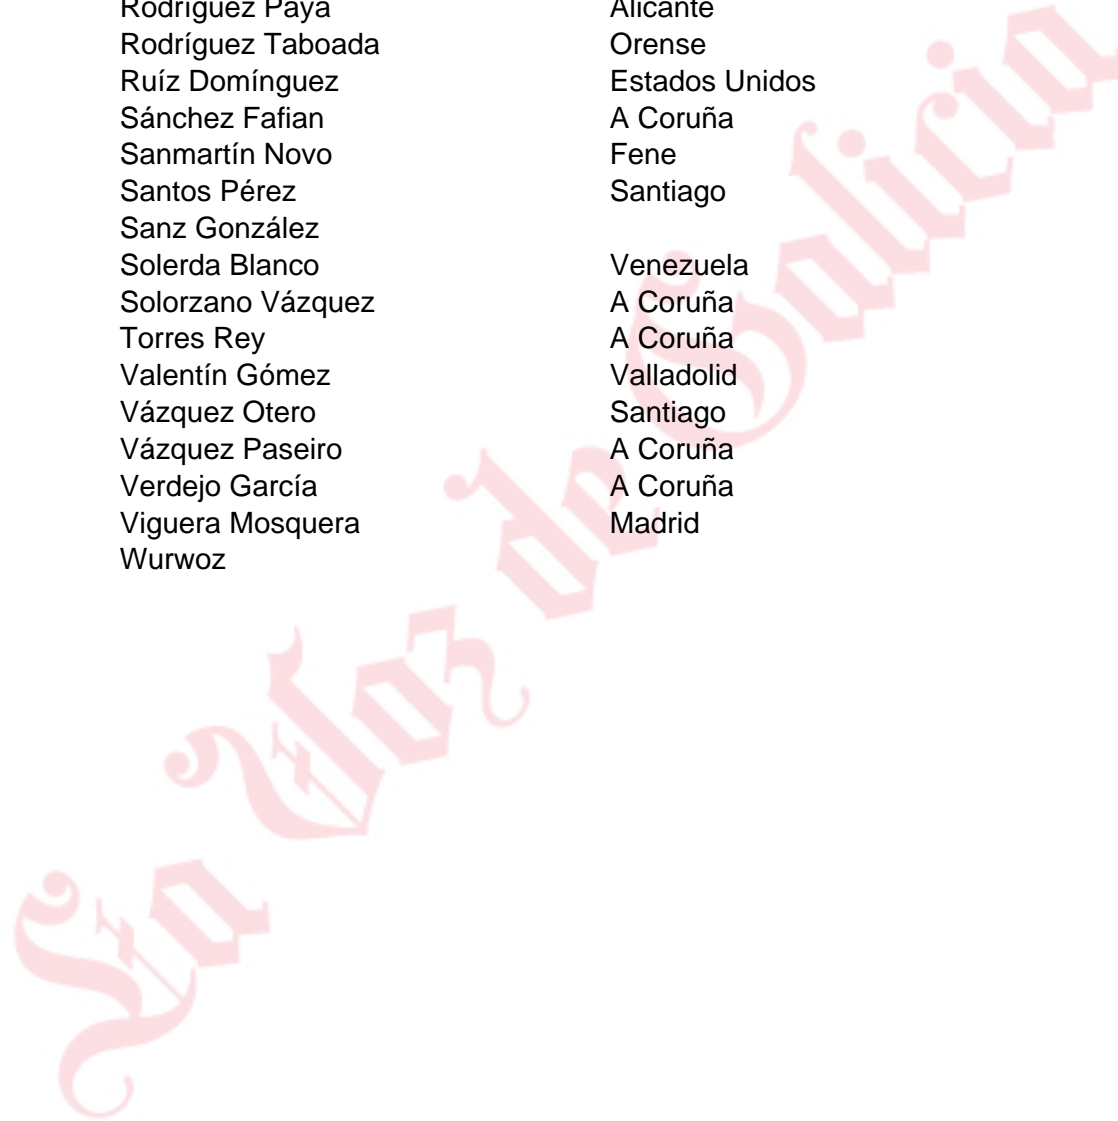 Rodríguez Payá Alicante
Rodríguez Taboada Orense
Ruíz Domínguez Estados Unidos
Sánchez Fafian A Coruña
Sanmartín Novo Fene
Santos Pérez Santiago
Sanz González
Solerda Blanco Venezuela
Solorzano Vázquez A Coruña
Torres Rey A Coruña
Valentín Gómez Valladolid
Vázquez Otero Santiago
Vázquez Paseiro A Coruña
Verdejo García A Coruña
Viguera Mosquera Madrid
Wurwoz
La Voz de Galicia